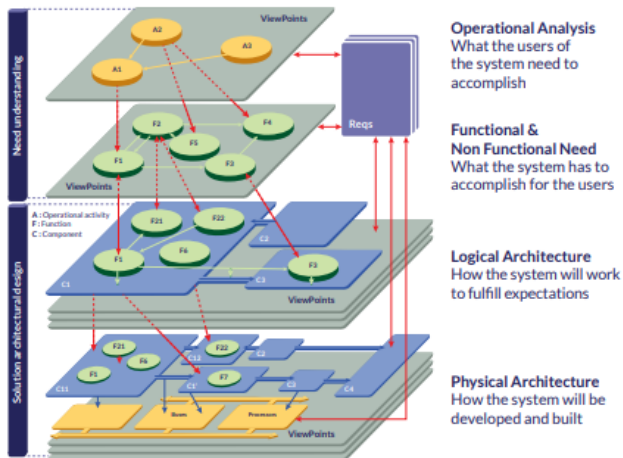 ViewPoints
A2
A3
A1
Operational Analysis
What the users of
the system need to
accomplish
Need understanding
Reqs
F2
F4
F5
F1
F3
ViewPoints
Functional &
Non Functional Need
What the system has to
accomplish for the users
A : Operational activity
F : Function
C : Component
F21
F22
C2
F6
F1
F3
C1
C3
ViewPoints
Logical Architecture
How the system will work
to fulfill expectations
Solution architectural design
F21
F22
C12
C2
F6
F1
F7
C11
C1'
C3
C4
Buses
Processors
ViewPoints
Physical Architecture
How the system will be
developed and built